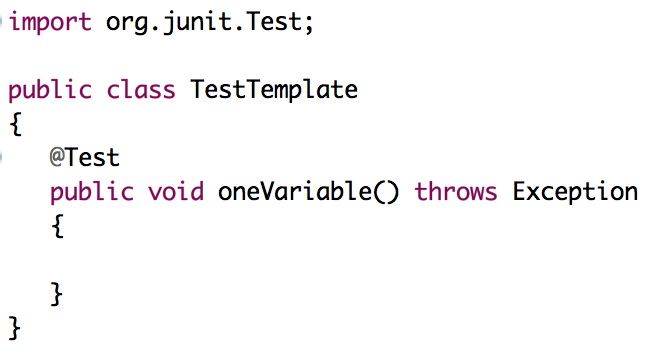 import org.junit.Test;
public class TestTemplate
{
@Test
public void oneVariable() throws Exception
{
}
}